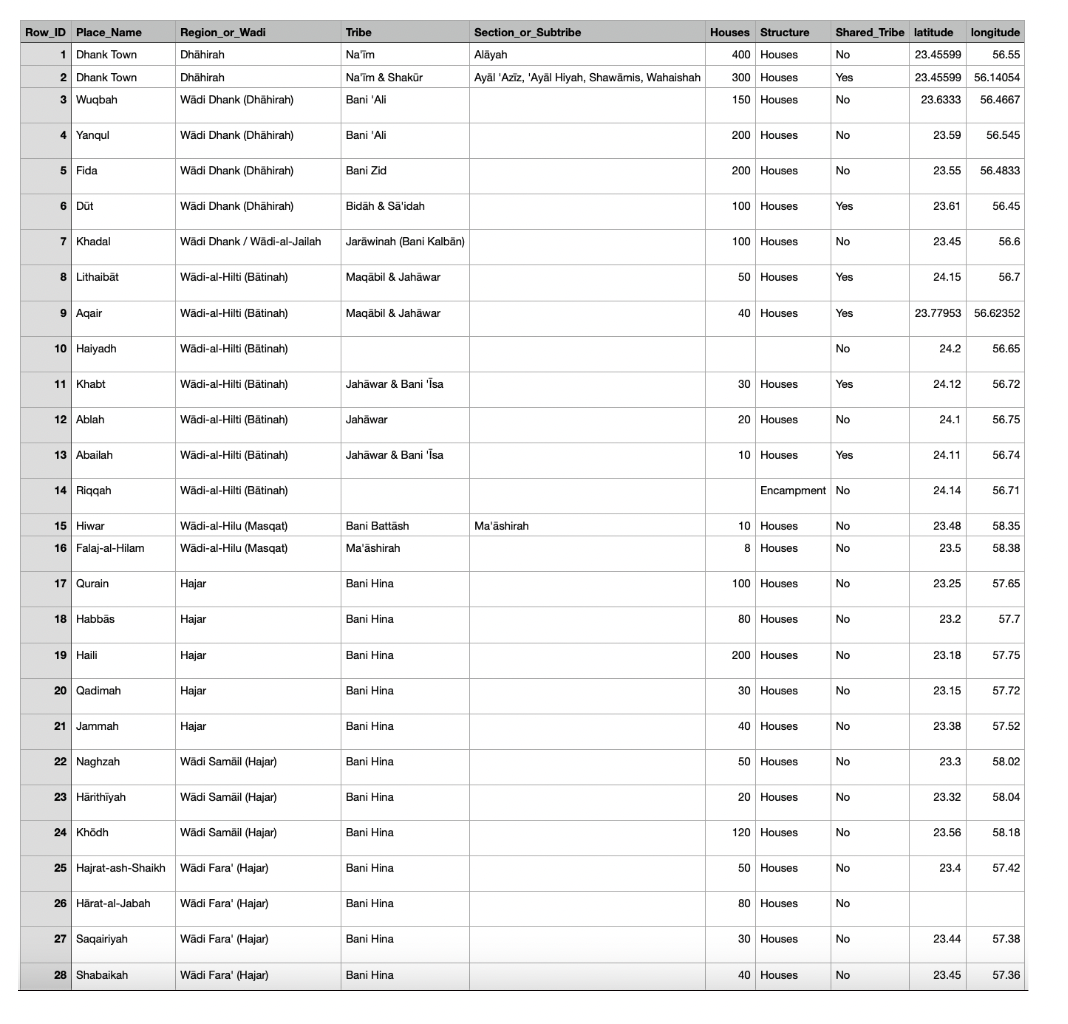 Row_ID Place_Name Region_or_Wadi Tribe Section_or_Subtribe Houses Structure Shared_Tribe latitude longitude
1 Dhank Town Dhāhirah Na'īm Alāyah 400 Houses No 23.45599 56.55
2 Dhank Town Dhāhirah Na'īm & Shakūr Ayāl 'Azīz, 'Ayāl Hiyah, Shawāmis, Wahaishah 300 Houses Yes 23.45599 56.14054
3 Wuqbah Wādi Dhank (Dhāhirah) Bani 'Ali 150 Houses No 23.6333 56.4667
4 Yanqul Wādi Dhank (Dhāhirah) Bani 'Ali 200 Houses No 23.59 56.545
5 Fida Wādi Dhank (Dhāhirah) Bani Zid 200 Houses No 23.55 56.4833
6 Dūt Wādi Dhank (Dhāhirah) Bidāh & Sā'idah 100 Houses Yes 23.61 56.45
7 Khadal Wādi Dhank / Wādi-al-Jailah Jarāwinah (Bani Kalbān) 100 Houses No 23.45 56.6
8 Lithaibāt Wādi-al-Hilti (Bātinah) Maqābil & Jahāwar 50 Houses Yes 24.15 56.7
9 Aqair Wādi-al-Hilti (Bātinah) Maqābil & Jahāwar 40 Houses Yes 23.77953 56.62352
10 Haiyadh Wādi-al-Hilti (Bātinah) No 24.2 56.65
11 Khabt Wādi-al-Hilti (Bātinah) Jahāwar & Bani 'Īsa 30 Houses Yes 24.12 56.72
12 Ablah Wādi-al-Hilti (Bātinah) Jahāwar 20 Houses No 24.1 56.75
13 Abailah Wādi-al-Hilti (Bātinah) Jahāwar & Bani 'Īsa 10 Houses Yes 24.11 56.74
14 Riqqah Wādi-al-Hilti (Bātinah) Encampment No 24.14 56.71
15 Hiwar Wādi-al-Hilu (Masqat) Bani Battāsh Ma'āshirah 10 Houses No 23.48 58.35
16 Falaj-al-Hilam Wādi-al-Hilu (Masqat) Ma'āshirah 8 Houses No 23.5 58.38
17 Qurain Hajar Bani Hina 100 Houses No 23.25 57.65
18 Habbās Hajar Bani Hina 80 Houses No 23.2 57.7
19 Haili Hajar Bani Hina 200 Houses No 23.18 57.75
20 Qadimah Hajar Bani Hina 30 Houses No 23.15 57.72
21 Jammah Hajar Bani Hina 40 Houses No 23.38 57.52
22 Naghzah Wādi Samāil (Hajar) Bani Hina 50 Houses No 23.3 58.02
23 Hārithīyah Wādi Samāil (Hajar) Bani Hina 20 Houses No 23.32 58.04
24 Khōdh Wādi Samāil (Hajar) Bani Hina 120 Houses No 23.56 58.18
25 Hajrat-ash-Shaikh Wādi Fara' (Hajar) Bani Hina 50 Houses No 23.4 57.42
26 Hārat-al-Jabah Wādi Fara' (Hajar) Bani Hina 80 Houses No
27 Saqairiyah Wādi Fara' (Hajar) Bani Hina 30 Houses No 23.44 57.38
28 Shabaikah Wādi Fara' (Hajar) Bani Hina 40 Houses No 23.45 57.36